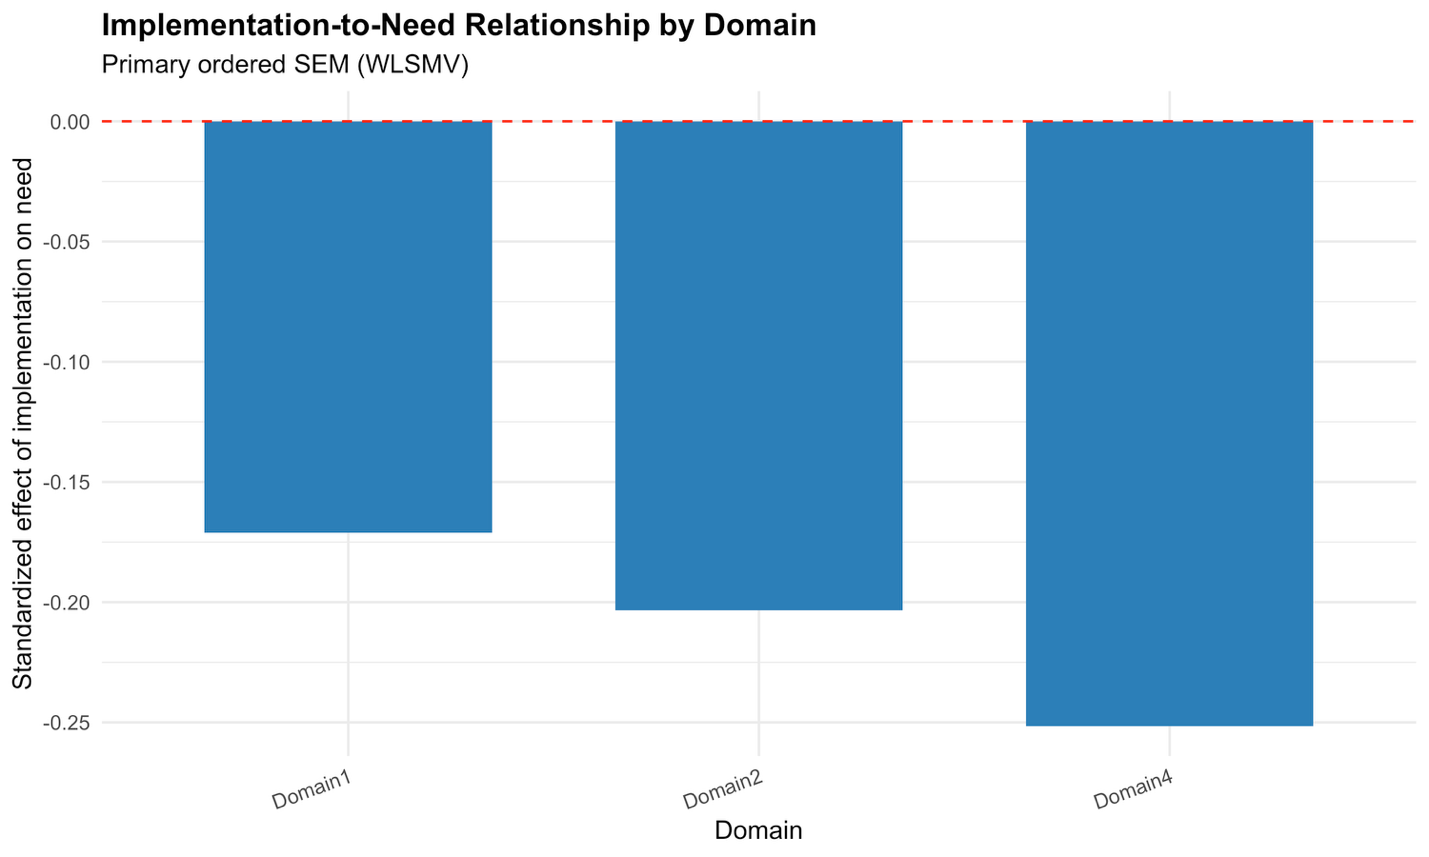 Implementation-to-Need Relationship by Domain
Primary ordered SEM (WLSMV)
Standardized effect of implementation on need
0.00
-0.05
-0.10
-0.15
-0.20
-0.25
Domain1
Domain2
Domain4
Domain